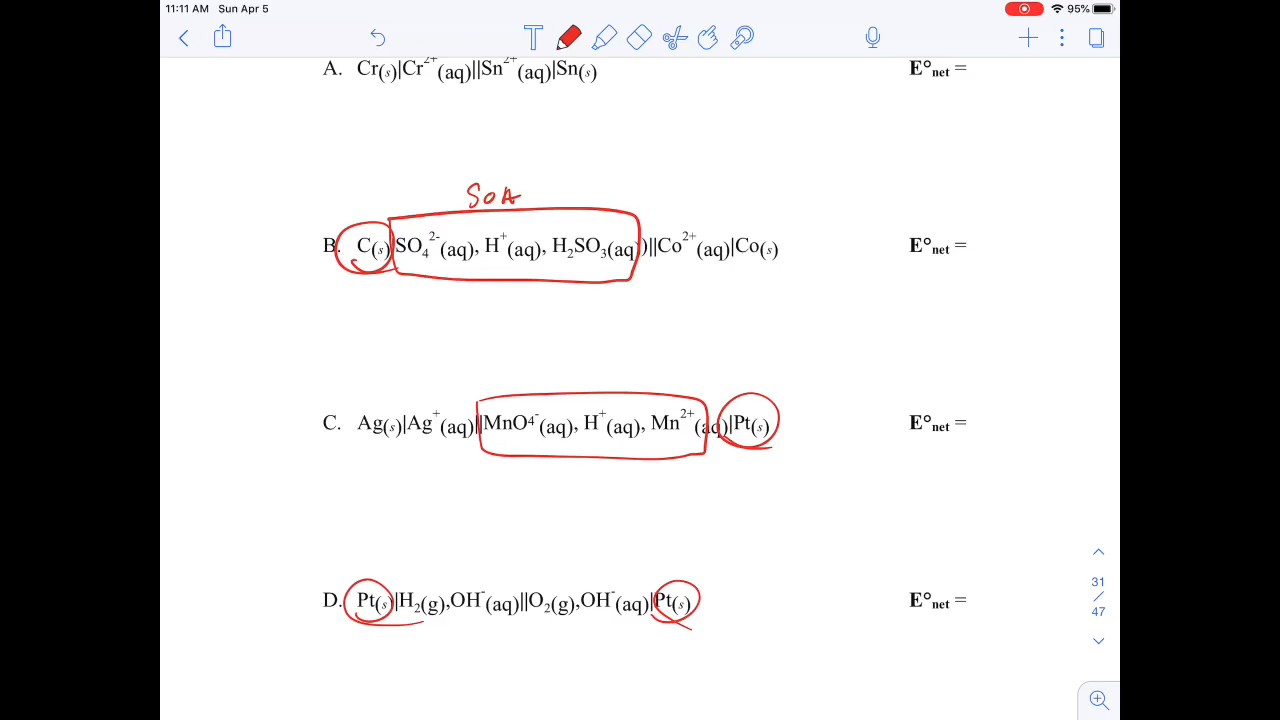 11:11 AM Sun Apr 5
95%
A. Cr(s)|Cr²⁺(aq)||Sn²⁺(aq)|Sn(s) E°net =
SOA
B. C(s)|SO₄²⁻(aq), H⁺(aq), H₂SO₃(aq))||Co²⁺(aq)|Co(s) E°net =
C. Ag(s)|Ag⁺(aq)||MnO4⁻(aq), H⁺(aq), Mn²⁺(aq)|Pt(s) E°net =
31
/
47
D. Pt(s)|H₂(g),OH⁻(aq)||O₂(g),OH⁻(aq)|Pt(s) E°net =